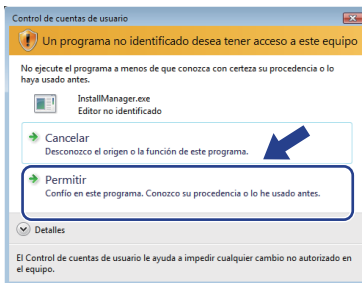 Control de cuentas de usuario
Un programa no identificado desea tener acceso a este equipo
No ejecute el programa a menos de que conozca con certeza su procedencia o lo
haya usado antes.
InstallManager.exe
Editor no identificado
Cancelar
Desconozco el origen o la función de este programa.
Permitir
Confío en este programa. Conozco su procedencia o lo he usado antes.
Detalles
El Control de cuentas de usuario le ayuda a impedir cualquier cambio no autorizado en
el equipo.